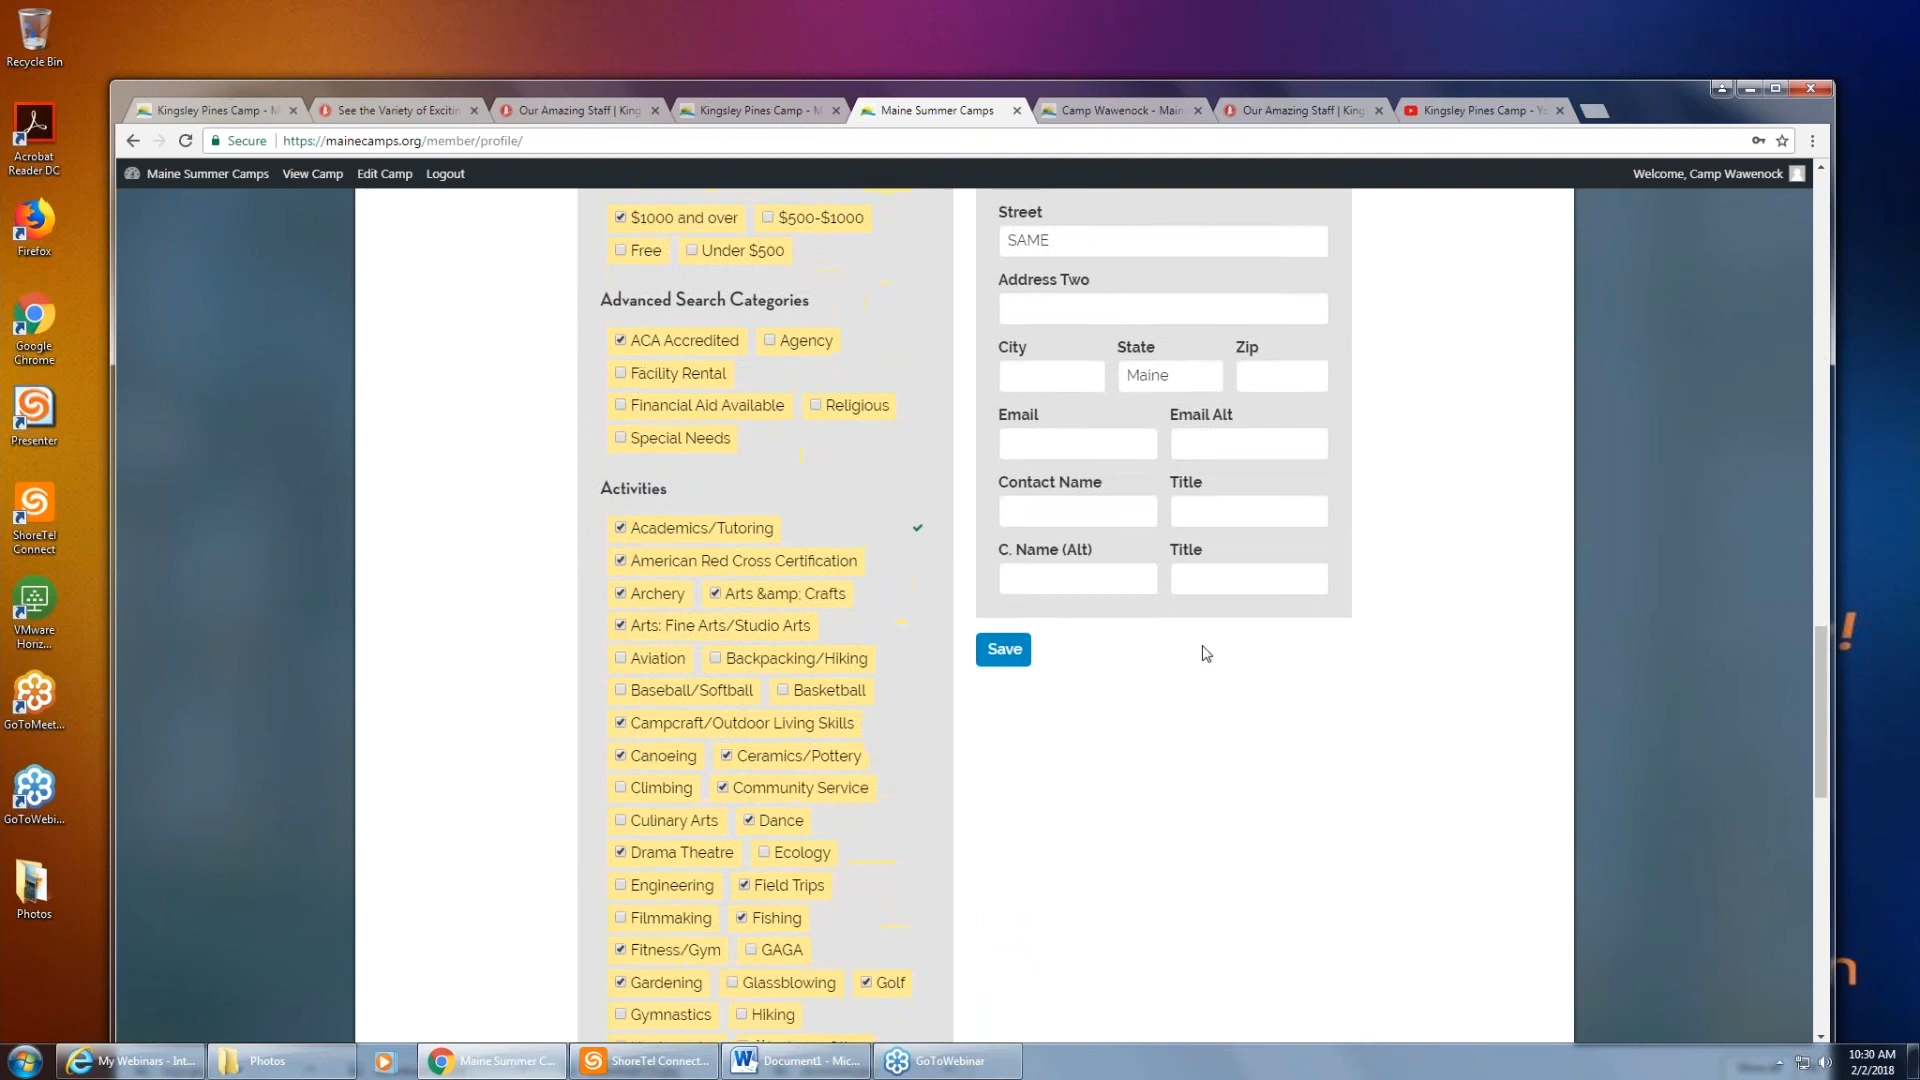 Recycle Bin
Acrobat
Reader DC
Firefox
Google
Chrome
Presenter
ShoreTel
Connect
VMware
Horiz...
GoToMeet...
GoToWebi...
Photos
Kingsley Pines Camp - M
See the Variety of Excitin
Our Amazing Staff | King
Kingsley Pines Camp - M
Maine Summer Camps
Camp Wawenock - Main
Our Amazing Staff | King
Kingsley Pines Camp - Yo
Secure https://mainecamps.org/member/profile/
Maine Summer Camps View Camp Edit Camp Logout Welcome, Camp Wawenock
$1000 and over $500-$1000
Free Under $500
Advanced Search Categories
ACA Accredited Agency
Facility Rental
Financial Aid Available Religious
Special Needs
Activities
Academics/Tutoring
American Red Cross Certification
Archery Arts &amp; Crafts
Arts: Fine Arts/Studio Arts
Aviation Backpacking/Hiking
Baseball/Softball Basketball
Campcraft/Outdoor Living Skills
Canoeing Ceramics/Pottery
Climbing Community Service
Culinary Arts Dance
Drama Theatre Ecology
Engineering Field Trips
Filmmaking Fishing
Fitness/Gym GAGA
Gardening Glassblowing Golf
Gymnastics Hiking
Street
SAME
Address Two
City State Zip
Maine
Email Email Alt
Contact Name Title
C. Name (Alt) Title
Save
!
n
My Webinars - Int...
Photos
Maine Summer C...
ShoreTel Connect...
Document1 - Mic...
GoToWebinar
10:30 AM
2/2/2018